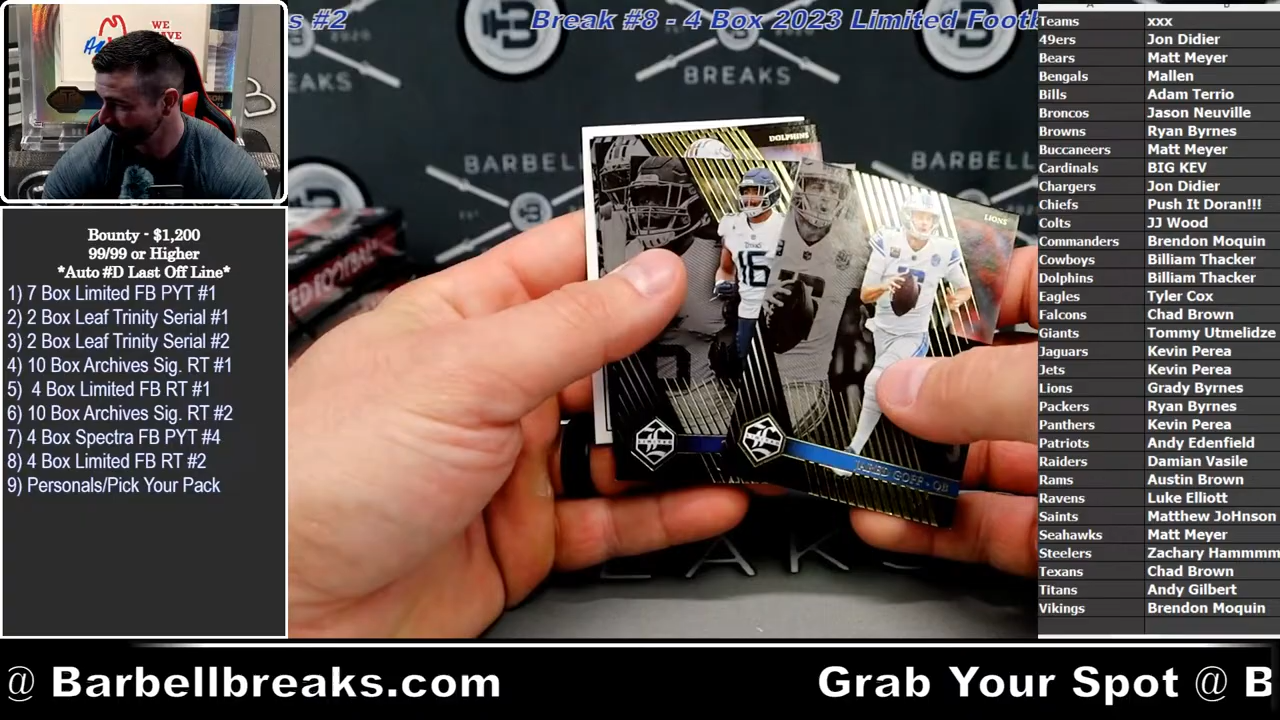 s #2
Break #8 - 4 Box 2023 Limited Footb
WE
BREAKS
BARBELL
BARB
Bounty - $1,200
99/99 or Higher
*Auto #D Last Off Line*
1) 7 Box Limited FB PYT #1
2) 2 Box Leaf Trinity Serial #1
3) 2 Box Leaf Trinity Serial #2
4) 10 Box Archives Sig. RT #1
5) 4 Box Limited FB RT #1
6) 10 Box Archives Sig. RT #2
7) 4 Box Spectra FB PYT #4
8) 4 Box Limited FB RT #2
9) Personals/Pick Your Pack
DOLPHINS
LIONS
16
JARED GOFF - QB
Teams xxx
49ers Jon Didier
Bears Matt Meyer
Bengals Mallen
Bills Adam Terrio
Broncos Jason Neuville
Browns Ryan Byrnes
Buccaneers Matt Meyer
Cardinals BIG KEV
Chargers Jon Didier
Chiefs Push It Doran!!!
Colts JJ Wood
Commanders Brendon Moquin
Cowboys Billiam Thacker
Dolphins Billiam Thacker
Eagles Tyler Cox
Falcons Chad Brown
Giants Tommy Utmelidze
Jaguars Kevin Perea
Jets Kevin Perea
Lions Grady Byrnes
Packers Ryan Byrnes
Panthers Kevin Perea
Patriots Andy Edenfield
Raiders Damian Vasile
Rams Austin Brown
Ravens Luke Elliott
Saints Matthew JoHnson
Seahawks Matt Meyer
Steelers Zachary Hammmm
Texans Chad Brown
Titans Andy Gilbert
Vikings Brendon Moquin
@ Barbellbreaks.com
Grab Your Spot @ B